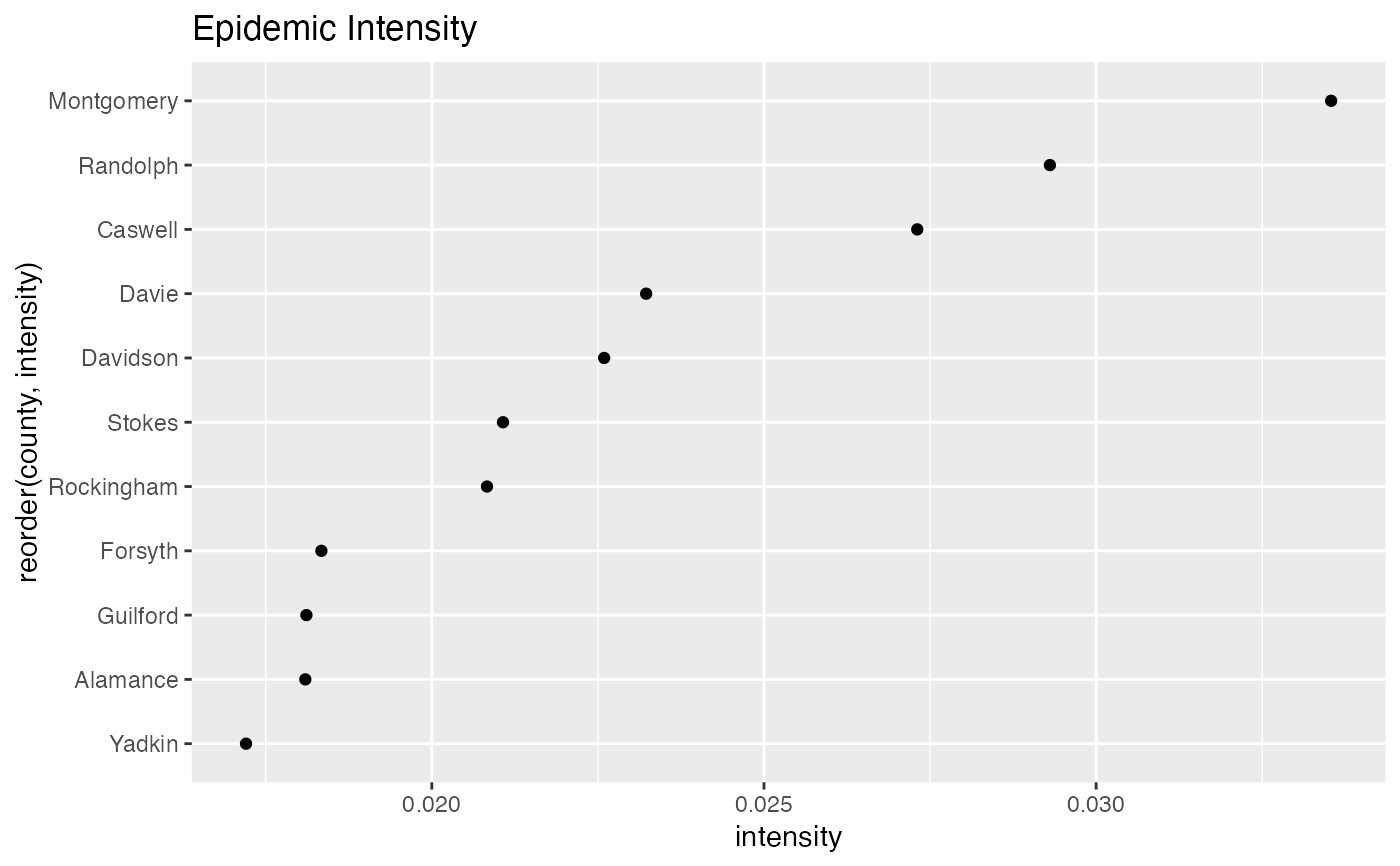 Epidemic Intensity
reorder(county, intensity)
Montgomery
Randolph
Caswell
Davie
Davidson
Stokes
Rockingham
Forsyth
Guilford
Alamance
Yadkin
0.020 0.025 0.030
intensity